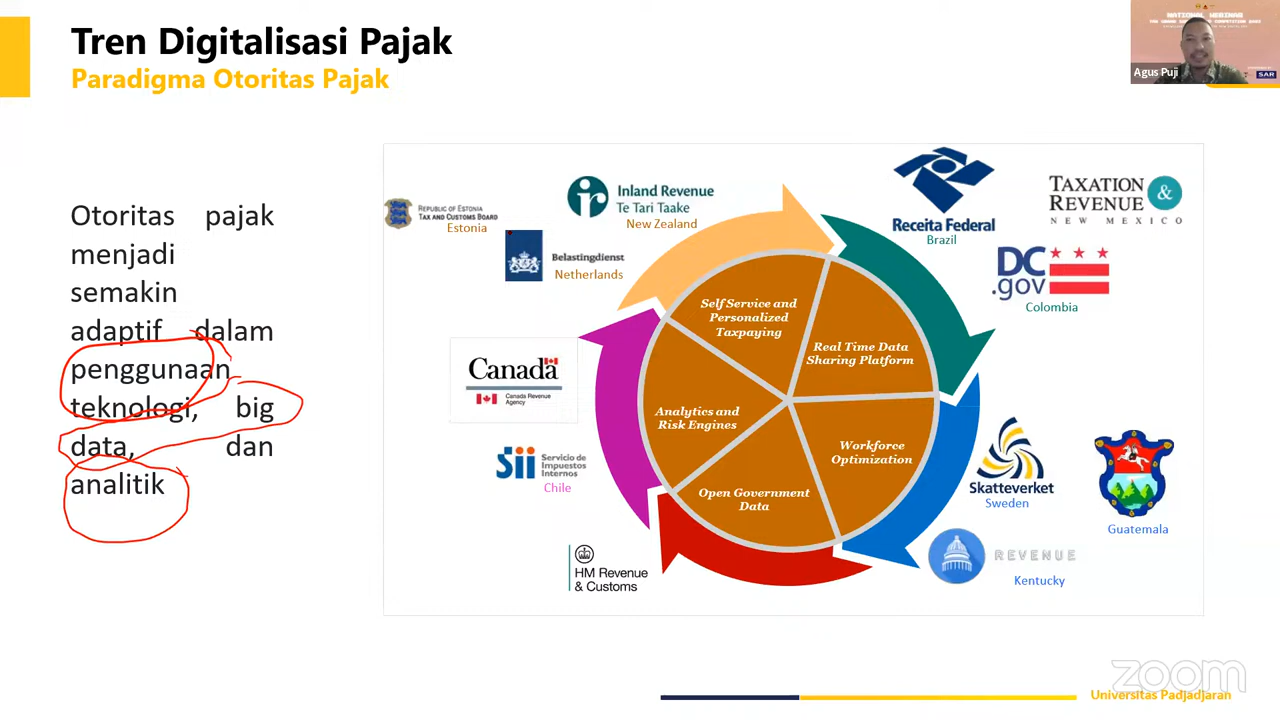 Tren Digitalisasi Pajak
Paradigma Otoritas Pajak
NATIONAL WEBINAR
Agus Puji
SAR
Otoritas pajak
menjadi
semakin
adaptif dalam
penggunaan
teknologi, big
data, dan
analitik
REPUBLIC OF ESTONIA
TAX AND CUSTOMS BOARD
Estonia
Inland Revenue
Te Tari Taake
New Zealand
Belastingdienst
Netherlands
Receita Federal
Brazil
TAXATION
& REVENUE
NEW MEXICO
DC
.gov
Colombia
Self Service and
Personalized
Taxpaying
Real Time Data
Sharing Platform
Analytics and
Risk Engines
Workforce
Optimization
Open Government
Data
Canada
Canada Revenue
Agency
Sii Servicio de
Impuestos
Internos
Chile
HM Revenue
& Customs
Skatteverket
Sweden
Guatemala
REVENUE
Kentucky
zoom
Universitas Padjadjaran